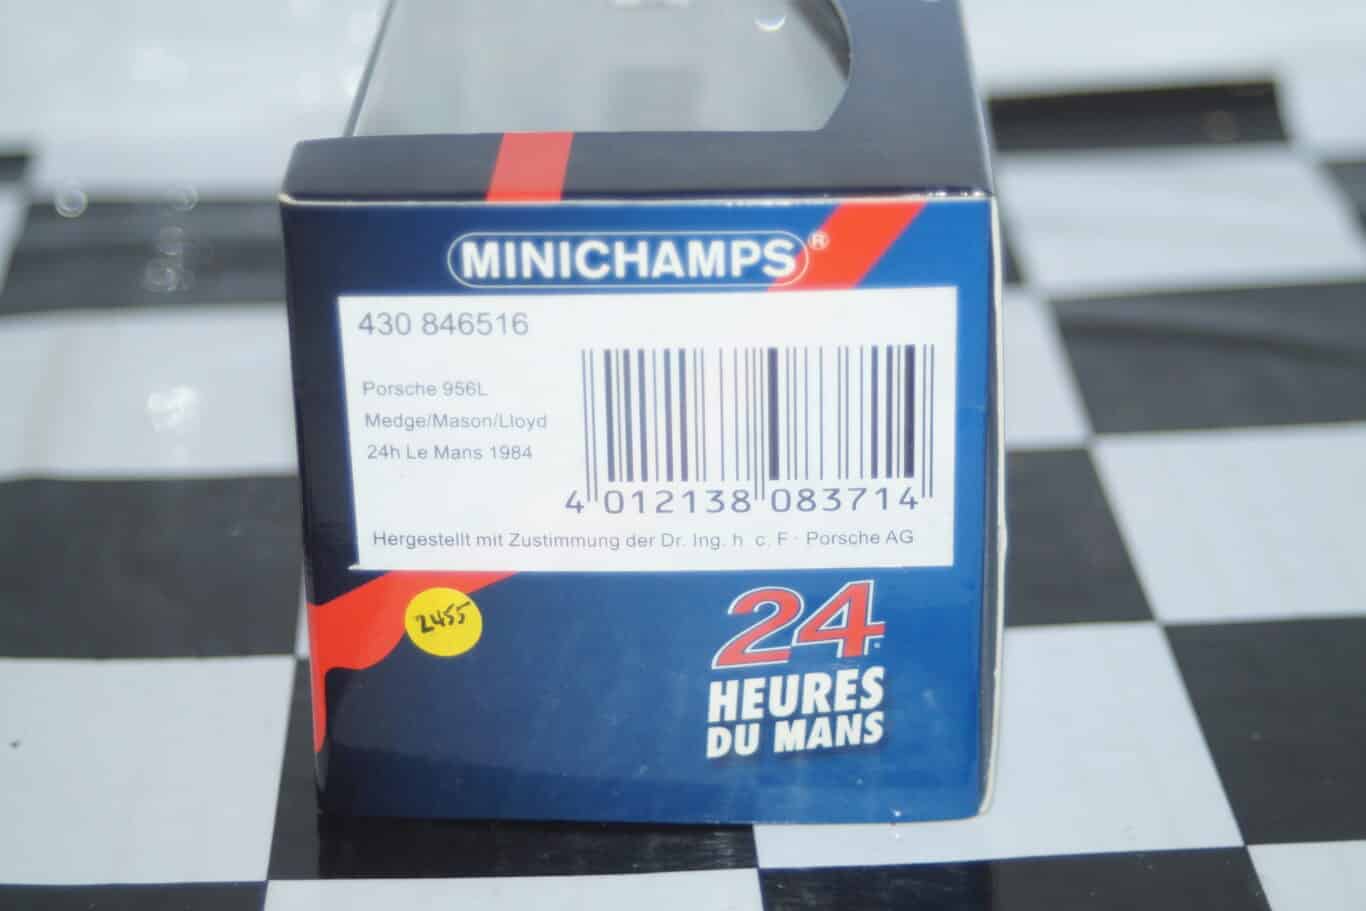 MINICHAMPS®
430 846516
Porsche 956L
Medge/Mason/Lloyd
24h Le Mans 1984
4 012138 083714
Hergestellt mit Zustimmung der Dr. Ing. h c. F · Porsche AG
2455
24
HEURES
DU MANS